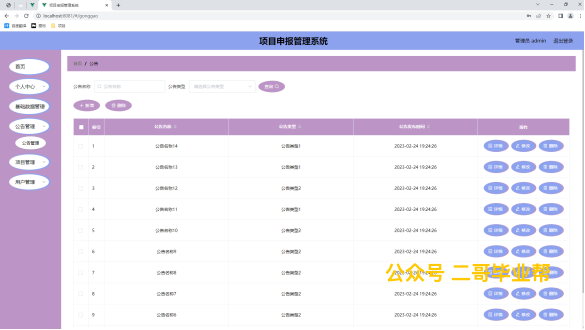 项目申报管理系统
localhost:8081/#/gonggao
百度翻译
项目
项目申报管理系统
管理员 admin 退出登录
首页
个人中心
基础数据管理
公告管理
公告管理
项目管理
用户管理
首页 / 公告
公告名称 公告名称 公告类型 请选择公告类型 查询
+ 新增 删除
索引 公告名称 公告类型 公告发布时间 操作
1 公告名称14 公告类型1 2023-02-24 19:24:26 详情 修改 删除
2 公告名称13 公告类型1 2023-02-24 19:24:26 详情 修改 删除
3 公告名称12 公告类型2 2023-02-24 19:24:26 详情 修改 删除
4 公告名称11 公告类型1 2023-02-24 19:24:26 详情 修改 删除
5 公告名称10 公告类型2 2023-02-24 19:24:26 详情 修改 删除
6 公告名称9 公告类型2 2023-02-24 19:24:26 详情 修改 删除
7 公告名称8 公告类型2 2023-02-24 19:24:26 详情 修改 删除
公众号 二哥毕业帮
8 公告名称7 公告类型2 2023-02-24 19:24:26 详情 修改 删除
9 公告名称6 公告类型2 2023-02-24 19:24:26 详情 修改 删除